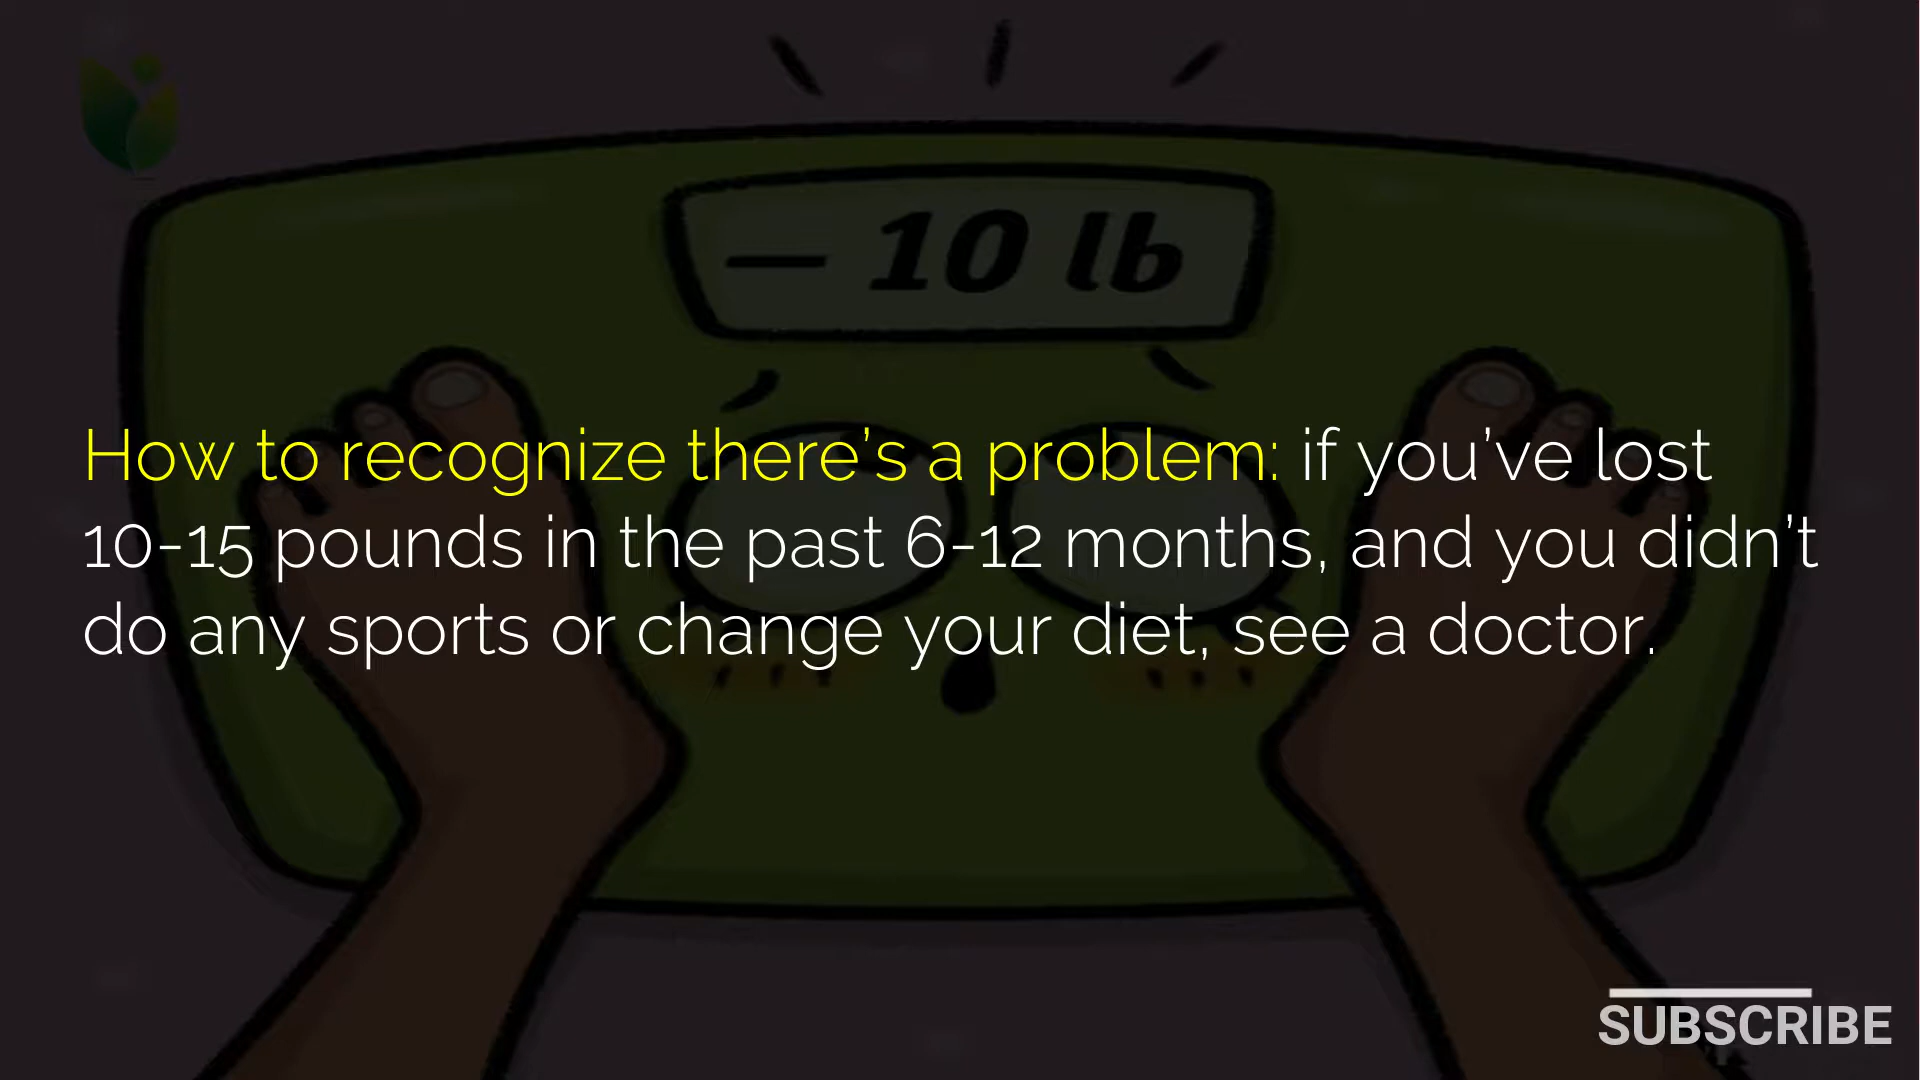 — 10 lb
How to recognize there’s a problem: if you’ve lost
10-15 pounds in the past 6-12 months, and you didn’t
do any sports or change your diet, see a doctor.
SUBSCRIBE